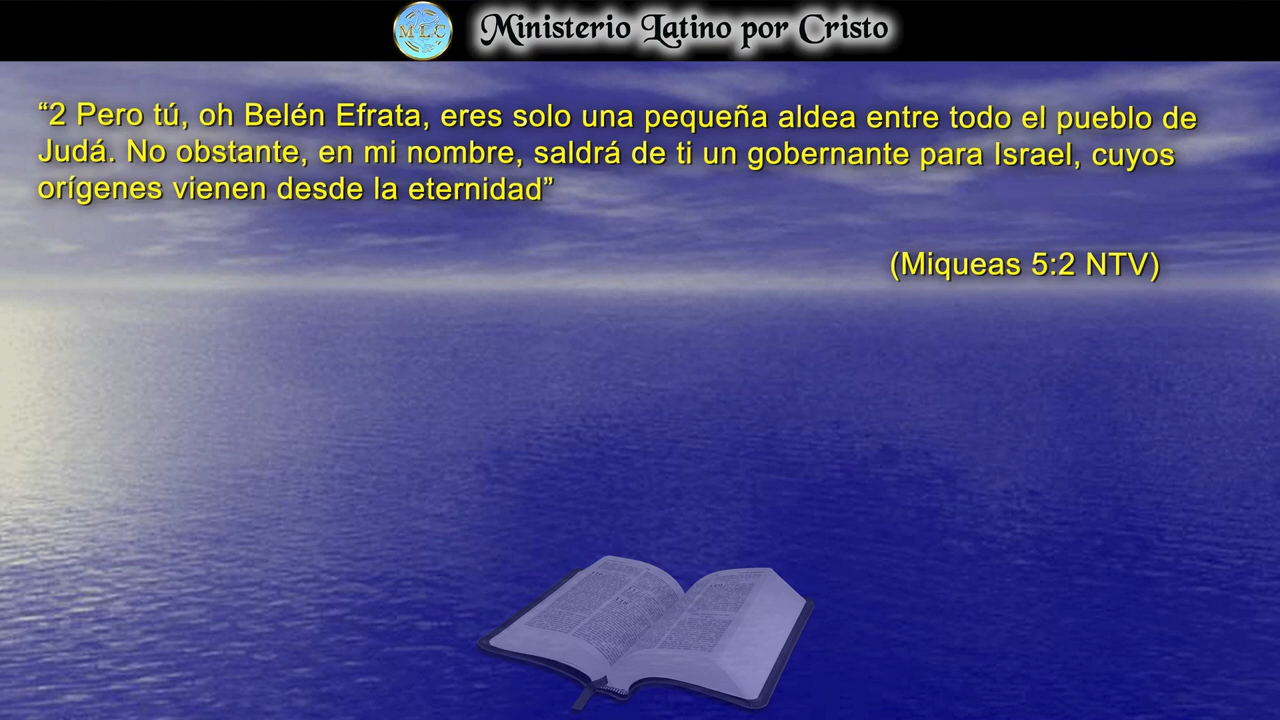 MLC
Ministerio Latino por Cristo
“2 Pero tú, oh Belén Efrata, eres solo una pequeña aldea entre todo el pueblo de
Judá. No obstante, en mi nombre, saldrá de ti un gobernante para Israel, cuyos
orígenes vienen desde la eternidad”
(Miqueas 5:2 NTV)